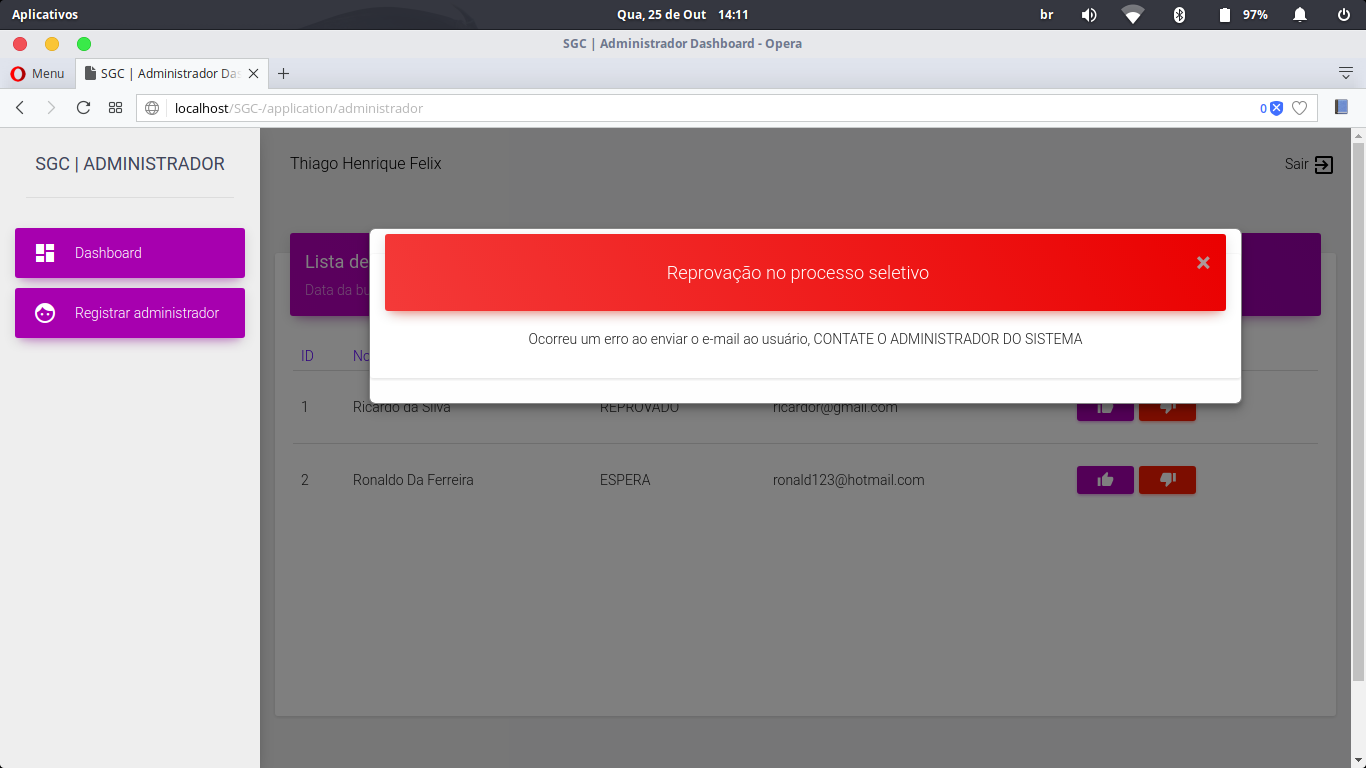 Aplicativos
Qua, 25 de Out 14:11
br
97%
SGC | Administrador Dashboard - Opera
Menu
SGC | Administrador Das
localhost/SGC-/application/administrador
0
SGC | ADMINISTRADOR
Thiago Henrique Felix
Sair
Dashboard
Registrar administrador
Lista de
Data da bu
Reprovação no processo seletivo
×
Ocorreu um erro ao enviar o e-mail ao usuário, CONTATE O ADMINISTRADOR DO SISTEMA
ID No
1 Ricardo da Silva REPROVADO ricardor@gmail.com
2 Ronaldo Da Ferreira ESPERA ronald123@hotmail.com